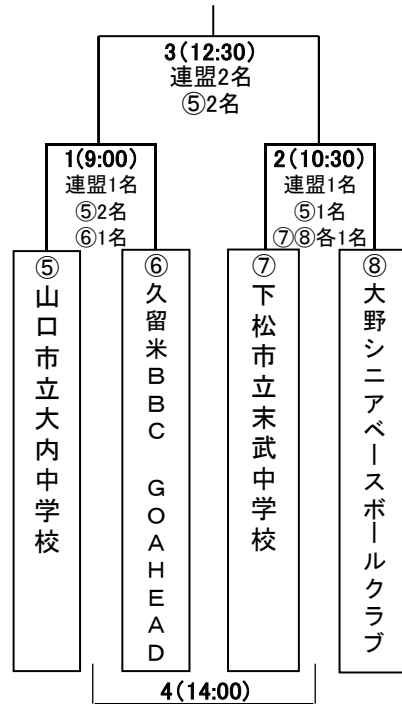 3(12:30)
連盟2名
⑤2名
1(9:00)
連盟1名
⑤2名
⑥1名
2(10:30)
連盟1名
⑤1名
⑦⑧各1名
⑤山口市立大内中学校
⑥久留米BBC GOAHEAD
⑦下松市立末武中学校
⑧大野シニアベースボールクラブ
4(14:00)